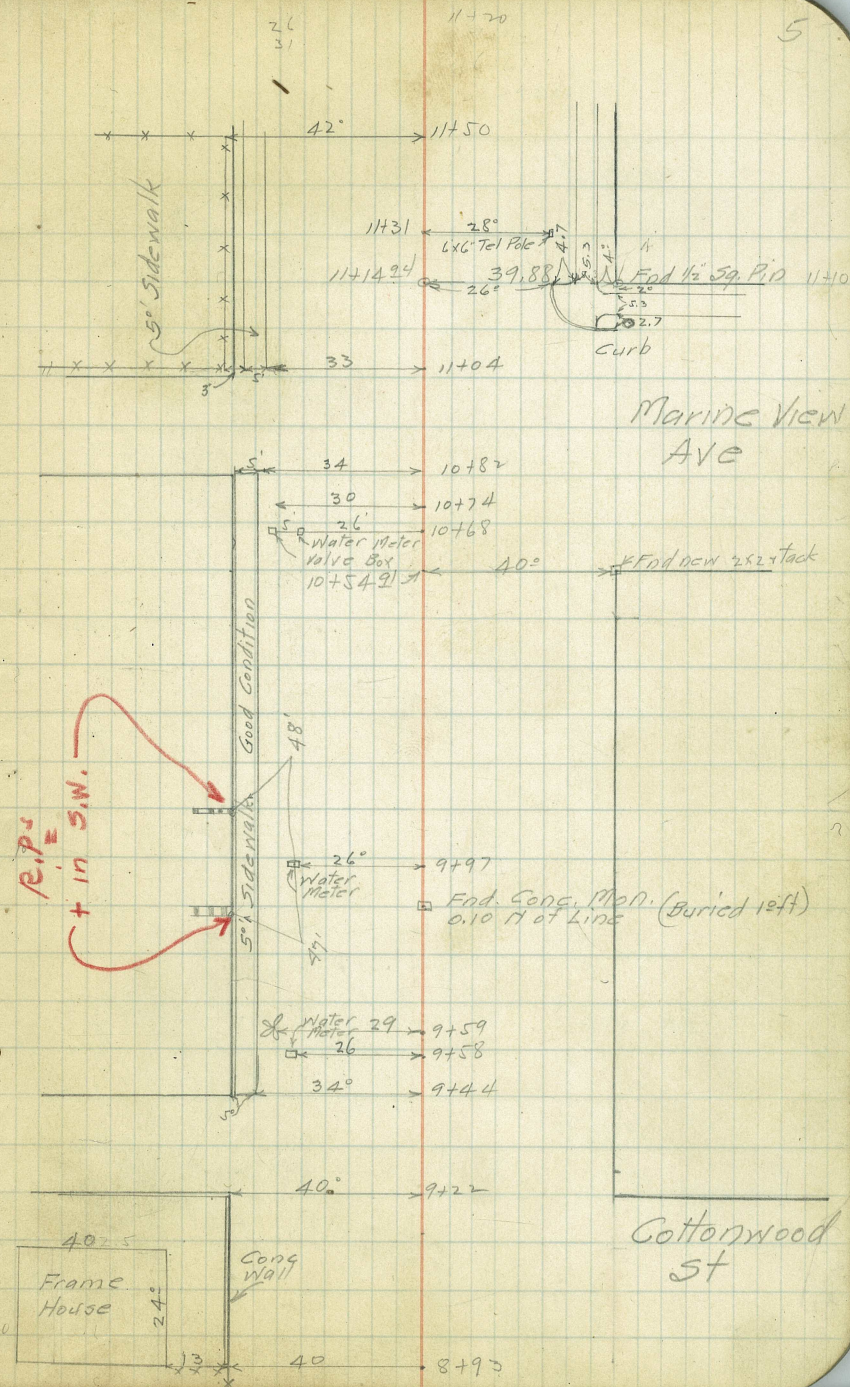 11+20
5
26
31
42° 11+50
5°' Sidewalk
11+31 28°
6x6" Tel Pole
4.7
5.3
4.°
11+14 94 39.88 Fnd 1/2" Sq. Pin 11+10
26°
2°
5.3
2.7
Curb
33 11+04
3
5'
Marine View
Ave
5' 34 10+82
30 10+74
5' 26' 10+68
Water Meter
Valve Box
10+54 91
40.° Fnd new 2x2+Tack
5°' Sidewalk Good Condition
48'
R.P.s
+ in S.W.
26° 9+97
Water
Meter
Fnd. Conc. Mon. (Buried 1.0ft)
0.10 N of Line
47'
Water 29 9+59
Meter
26 9+58
34° 9+44
5°
40.° 9+22
Cottonwood
St
40 25
Conc
Wall
Frame
House
24°
13 40 8+93